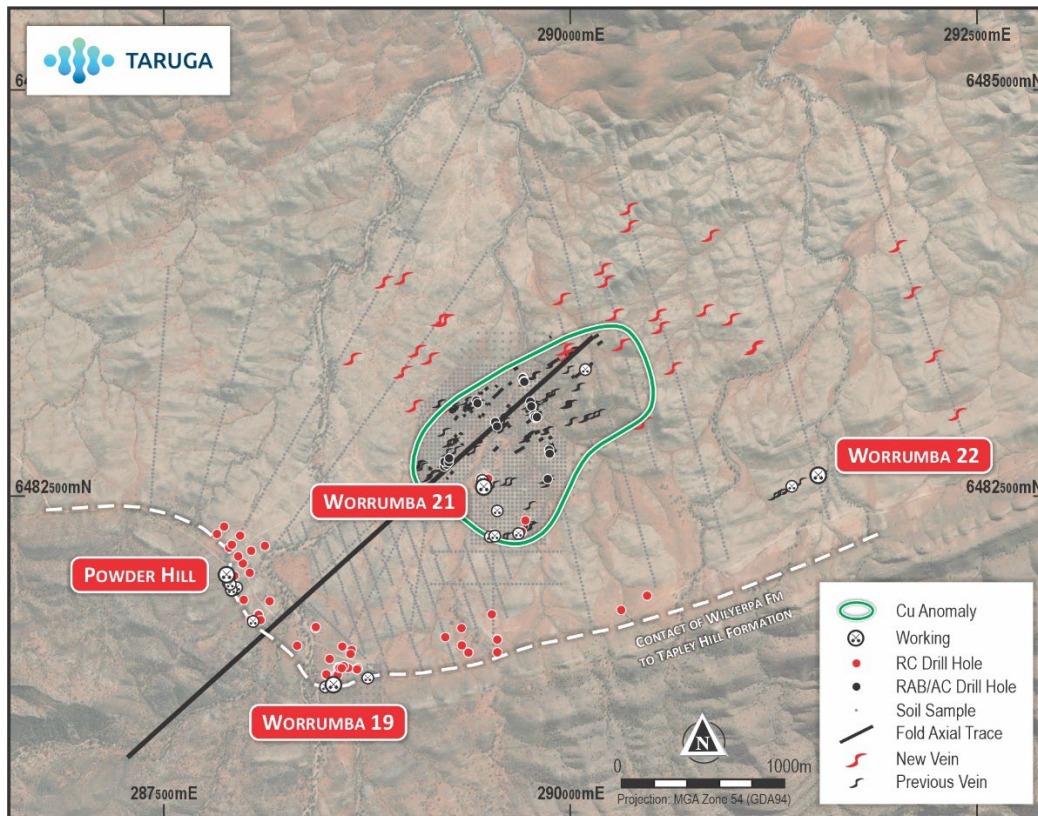 TARUGA
290000mE
292500mE
6485000mN
WORRUMBA 22
WORRUMBA 21
6482500mN
6482500mN
POWDER HILL
CONTACT OF WILYERPA FM
TO TAPLEY HILL FORMATION
WORRUMBA 19
Cu Anomaly
Working
RC Drill Hole
RAB/AC Drill Hole
Soil Sample
Fold Axial Trace
New Vein
Previous Vein
N
0
1000m
Projection: MGA Zone 54 (GDA94)
287500mE
290000mE